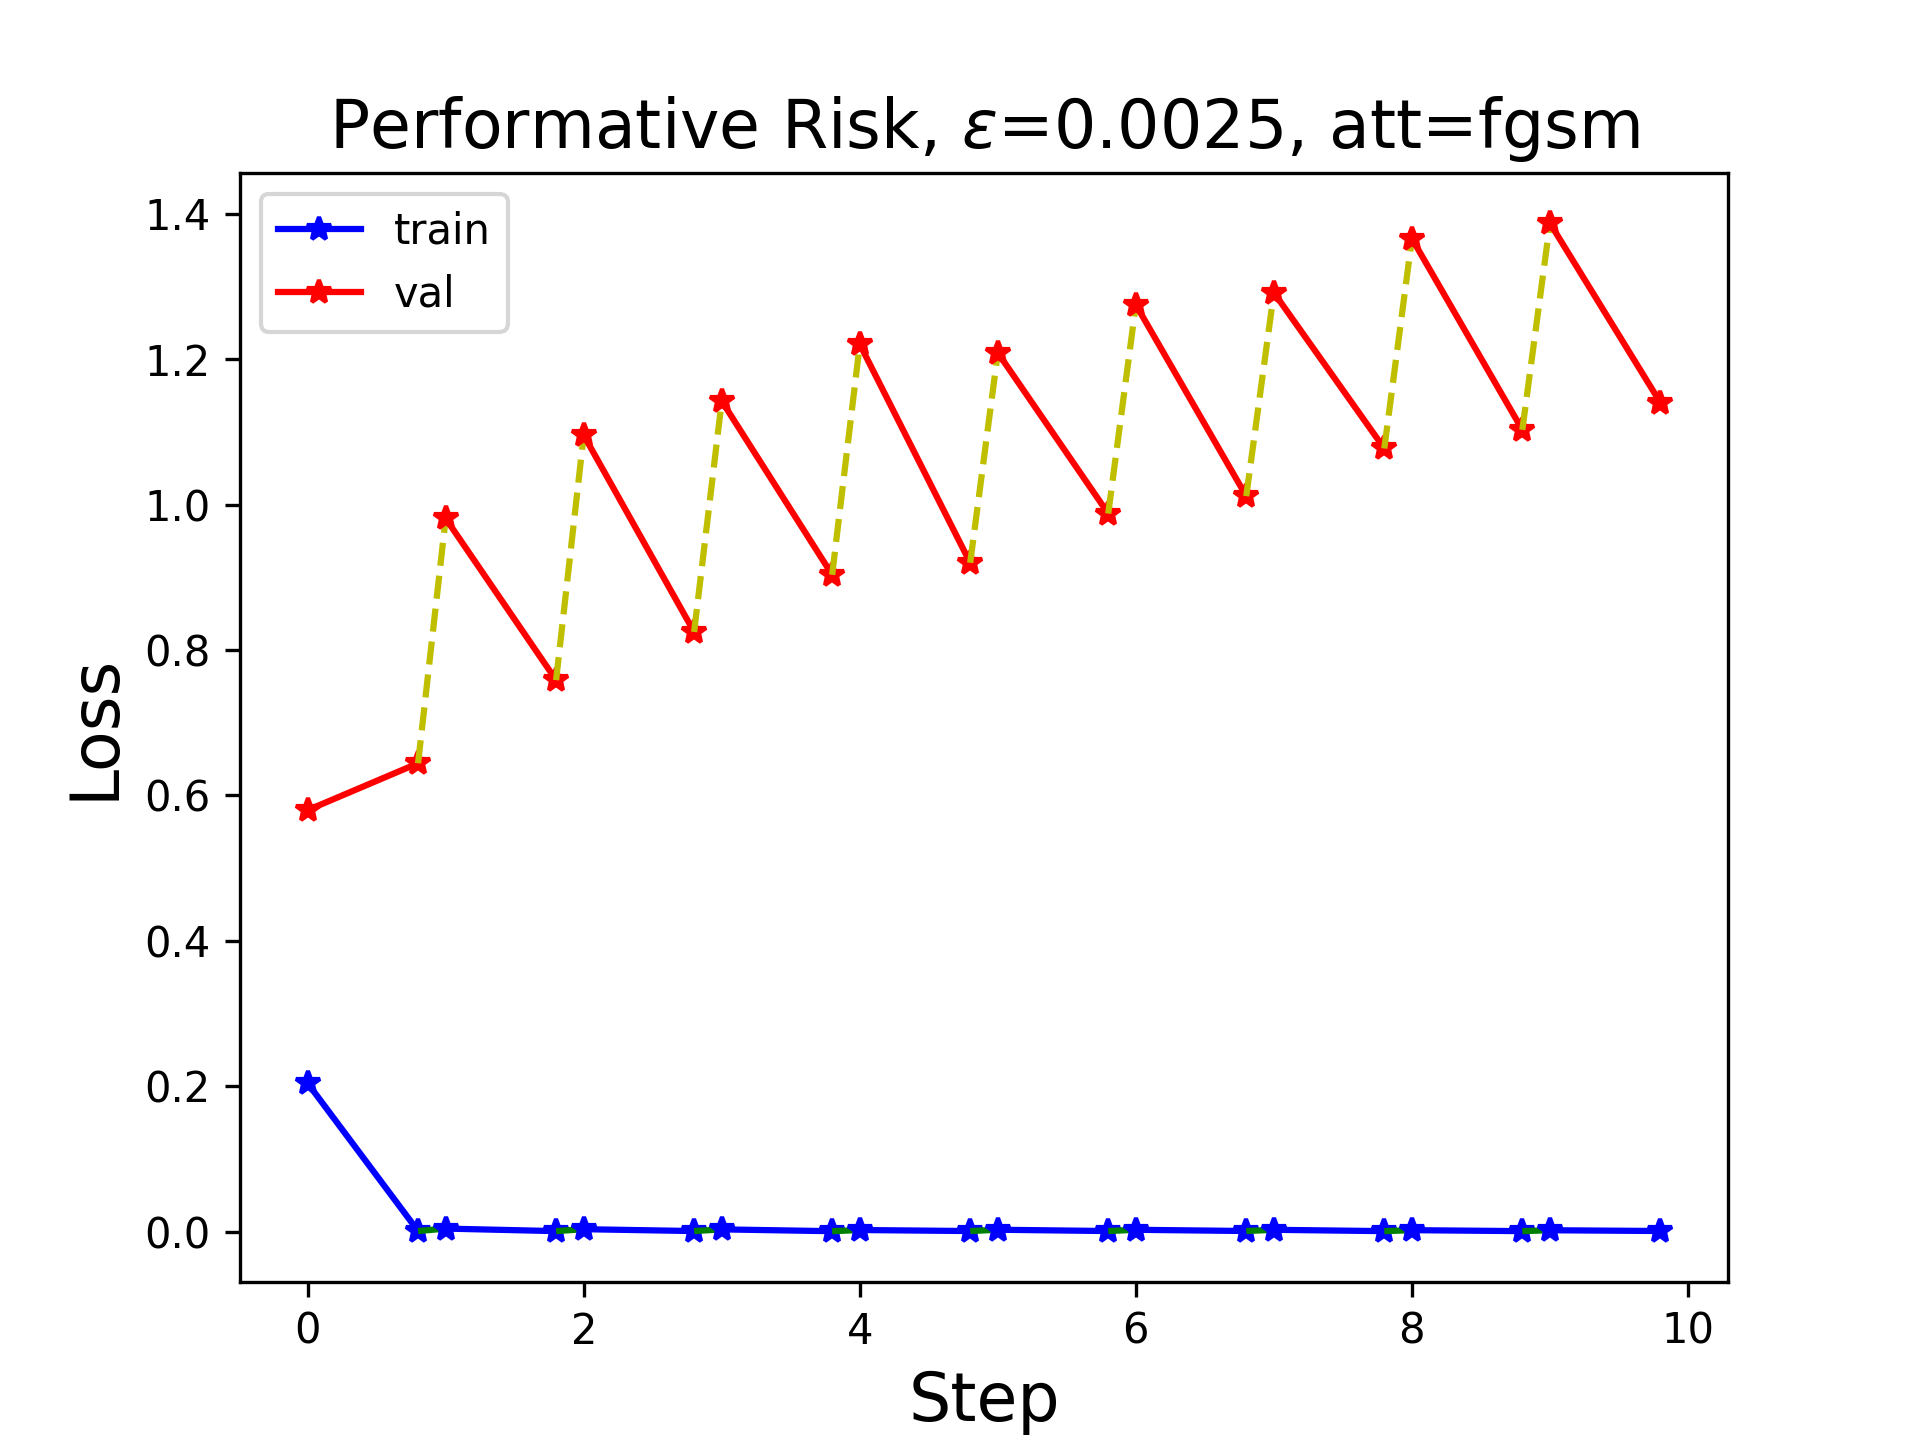 Performative Risk, ε=0.0025, att=fgsm
train
val
1.4
1.2
1.0
0.8
0.6
0.4
0.2
0.0
Loss
0 2 4 6 8 10
Step